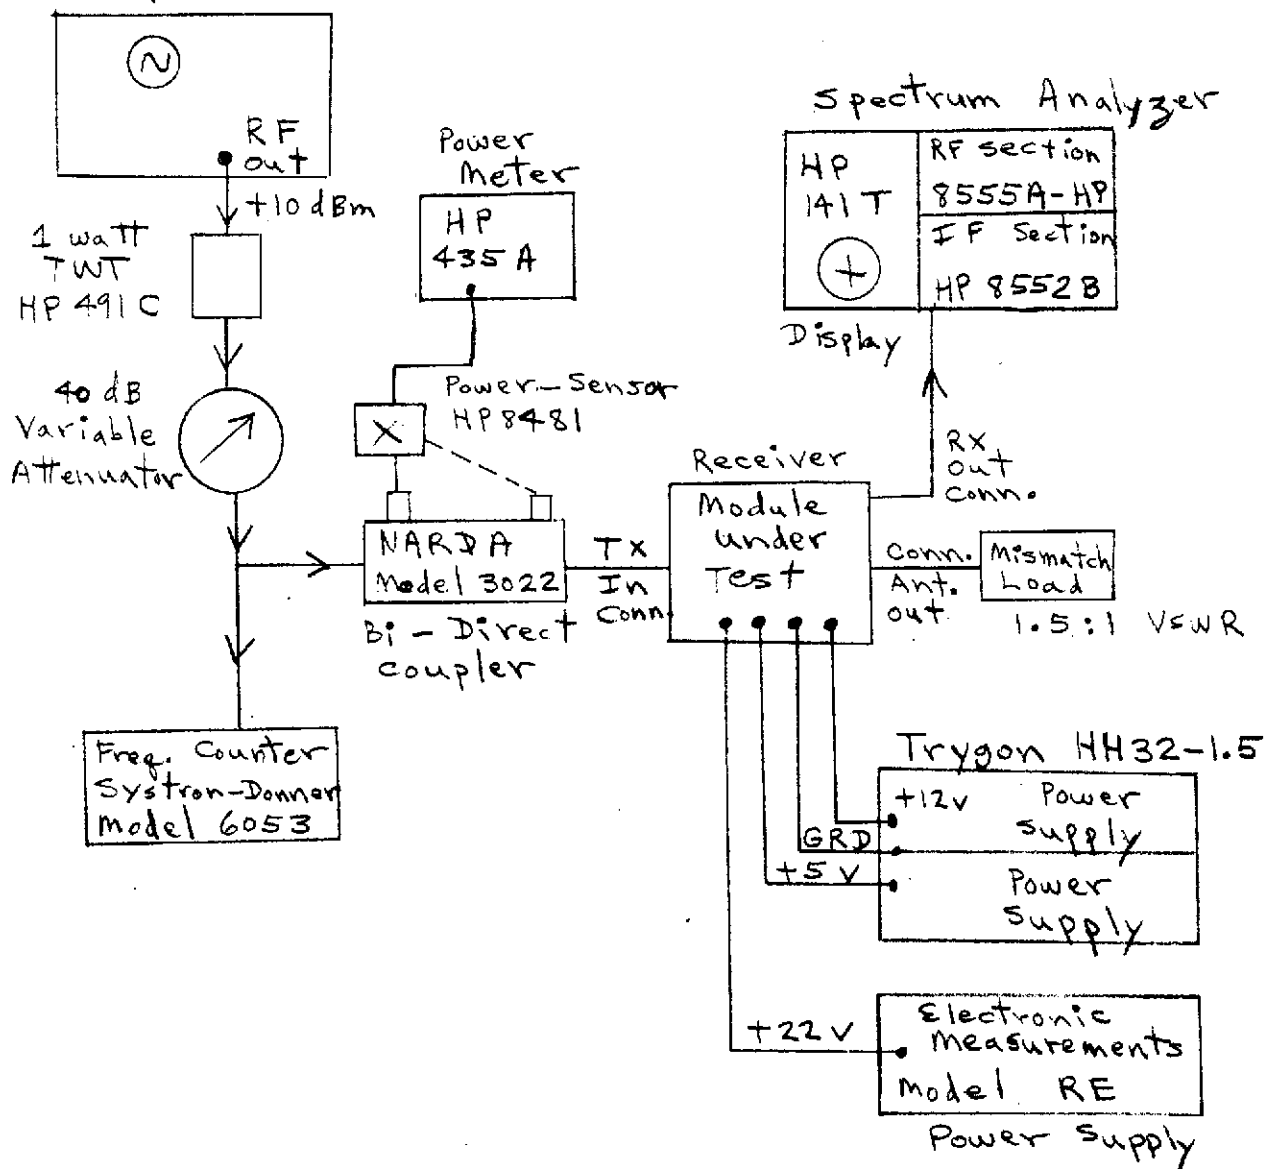 RF
out
+10 dBm
1 watt
TWT
HP 491C
40 dB
Variable
Attenuator
Power
Meter
HP
435A
Power-Sensor
HP8481
NARDA
Model 3022
Bi-Direct
coupler
Freq. Counter
Systron-Donner
Model 6053
Spectrum Analyzer
HP
141T
RF section
8555A-HP
IF Section
HP 8552B
Display
RX
out
conn.
Receiver
Module
under
Test
Tx
In
Conn.
Conn.
Ant.
out
Mismatch
Load
1.5:1 VSWR
Trygon HH32-1.5
+12v
Power
Supply
GRD
+5 V
Power
Supply
+22 V
Electronic
Measurements
Model RE
Power Supply